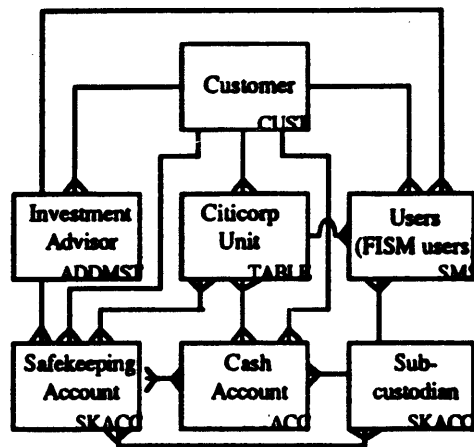 Customer
CUST
Investment
Advisor
ADDMST
Citicorp
Unit
TABLE
Users
(FISM users
SMS
Safekeeping
Account
SKACC
Cash
Account
ACC
Sub-
custodian
SKACC